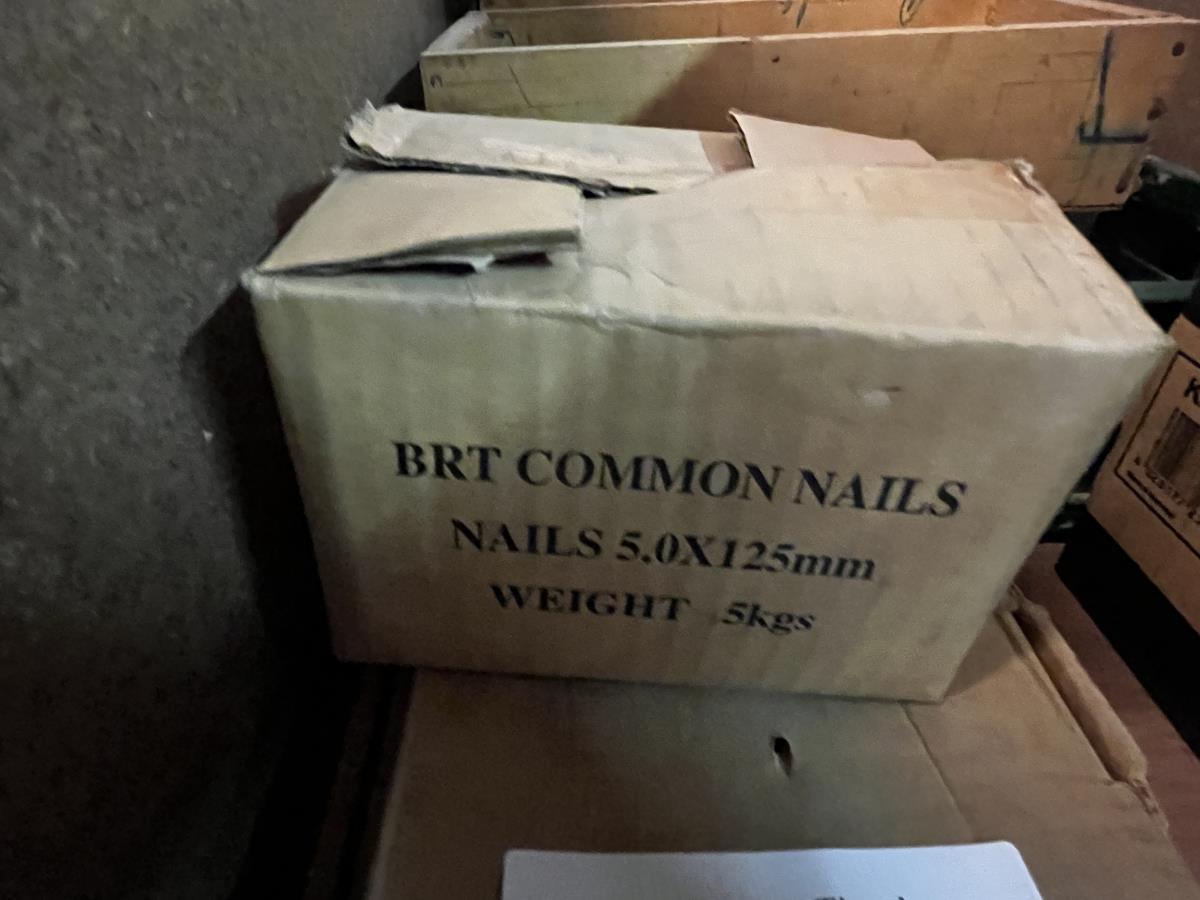 BRT COMMON NAILS
NAILS 5.0X125mm
WEIGHT 5kgs